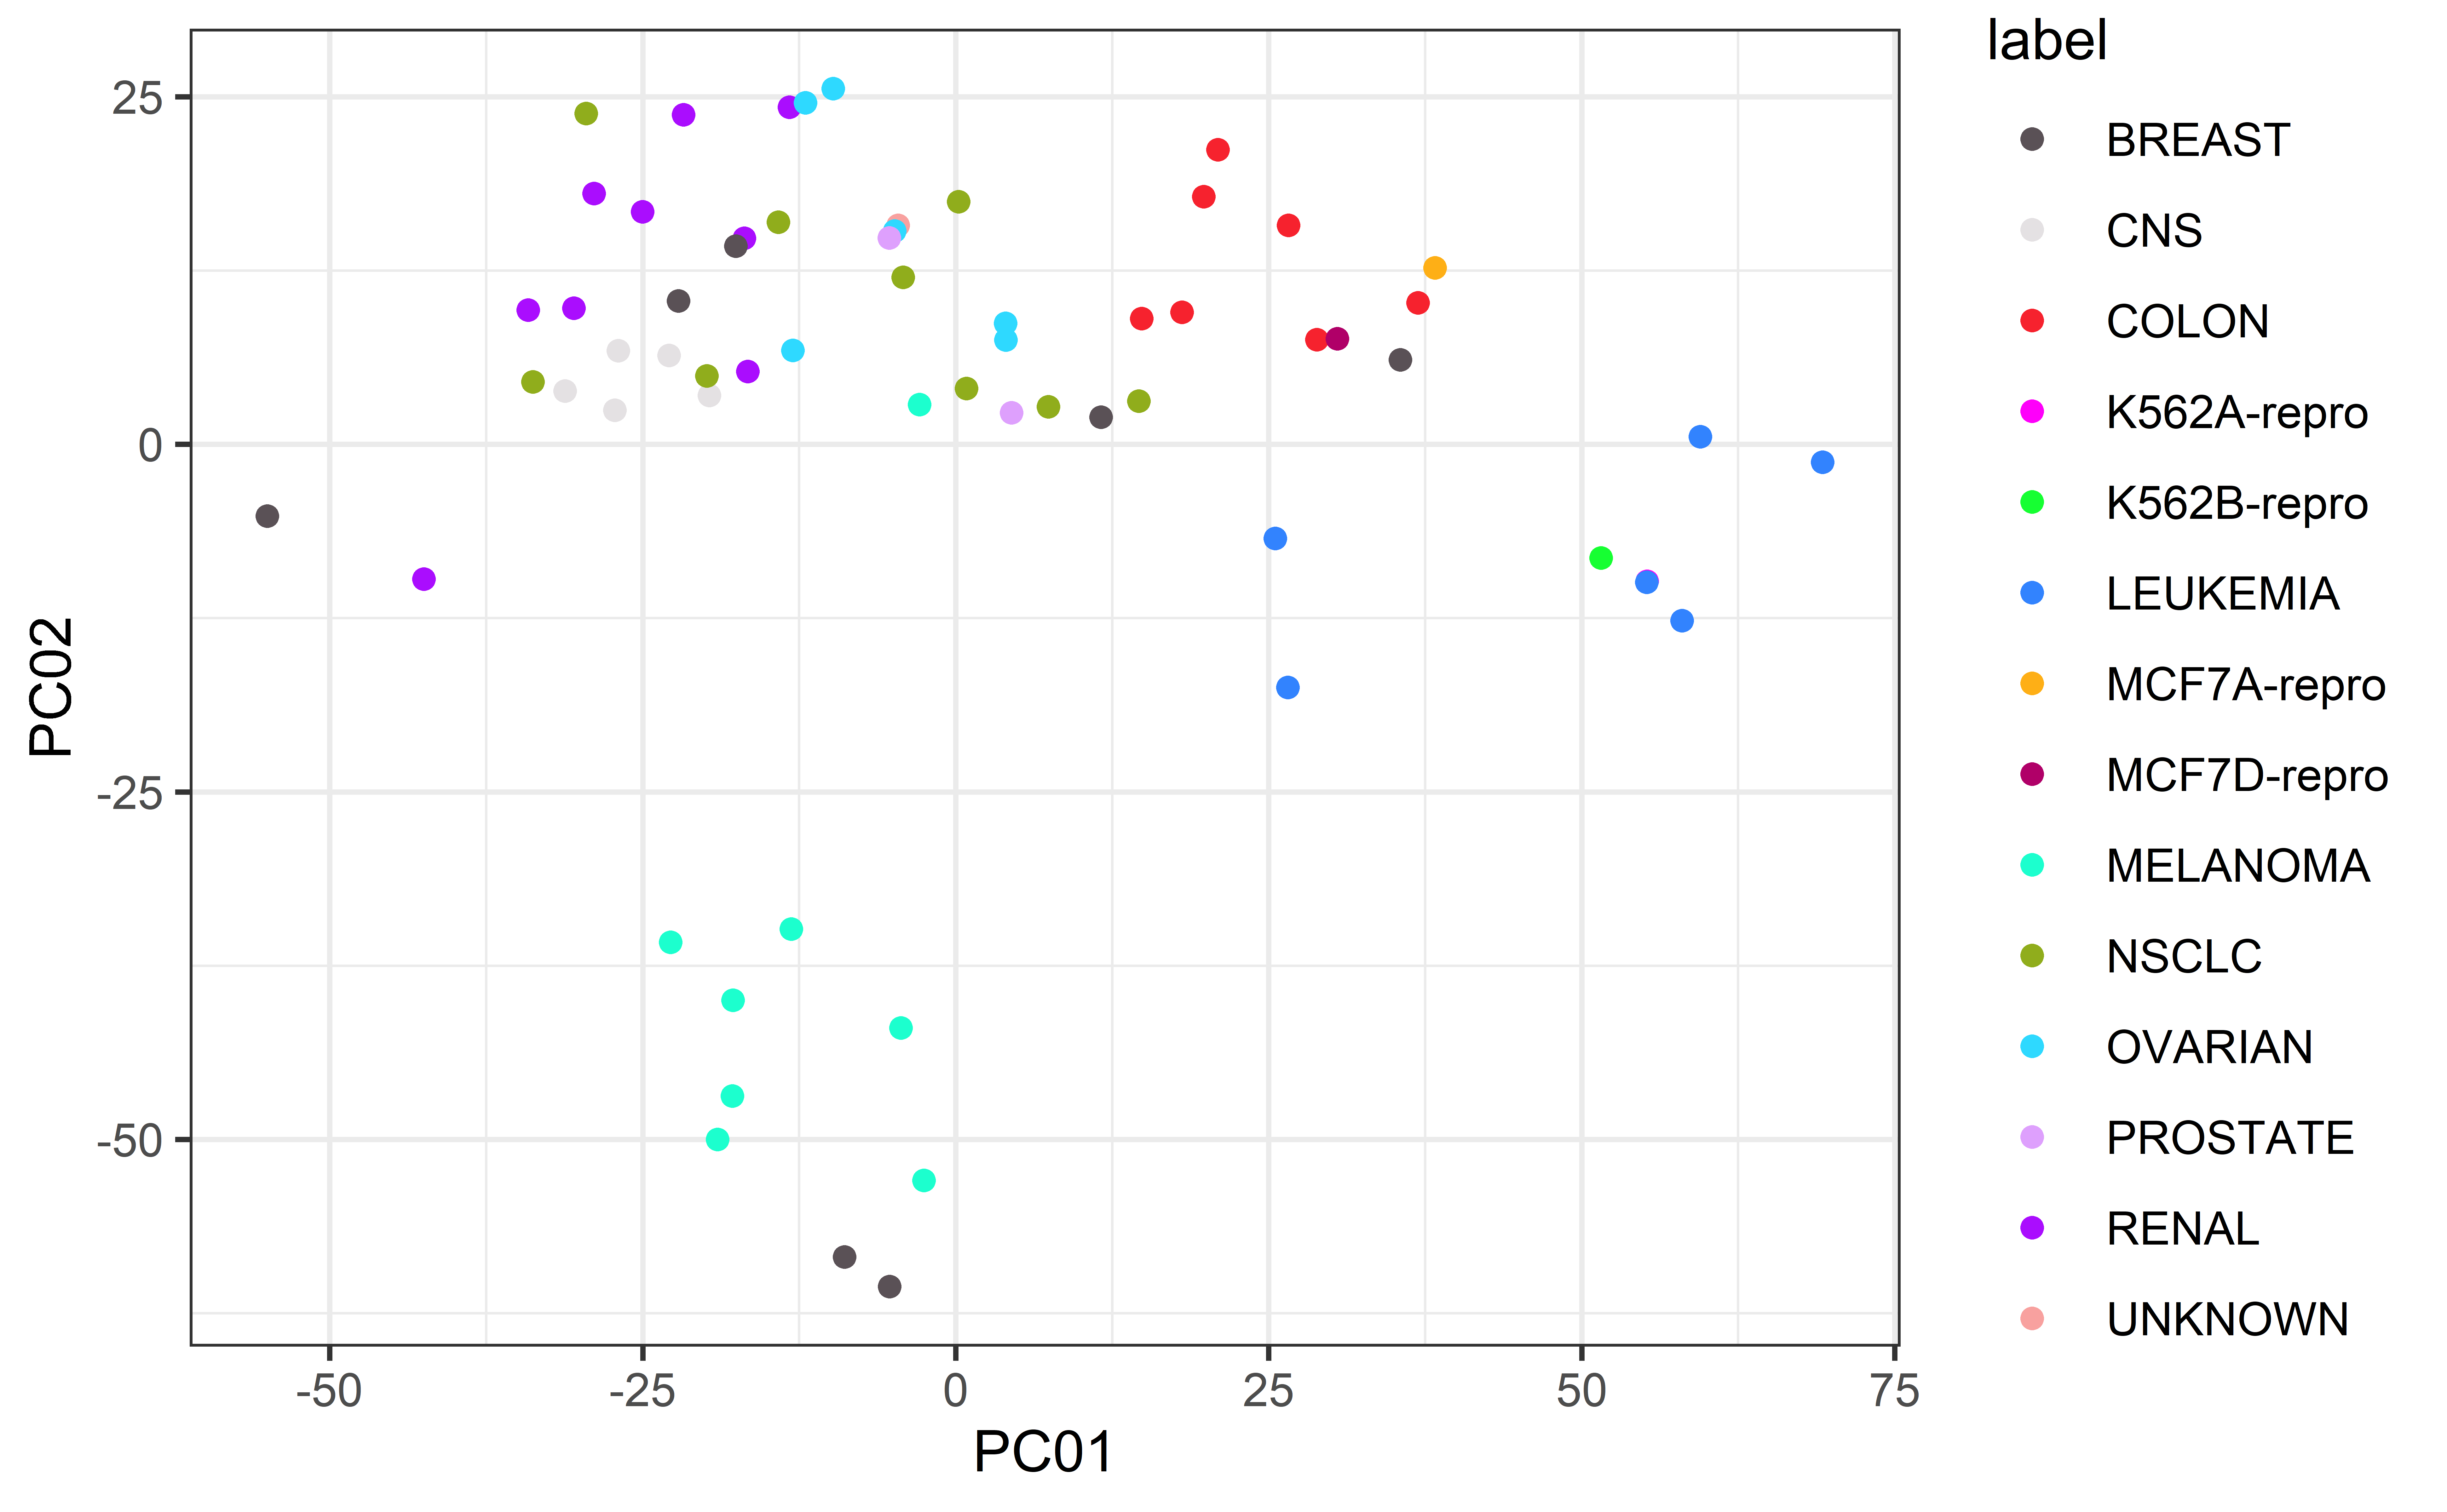 label
BREAST
CNS
COLON
K562A-repro
K562B-repro
LEUKEMIA
MCF7A-repro
MCF7D-repro
MELANOMA
NSCLC
OVARIAN
PROSTATE
RENAL
UNKNOWN
25
0
-25
-50
PC02
-50
-25
0
25
50
75
PC01